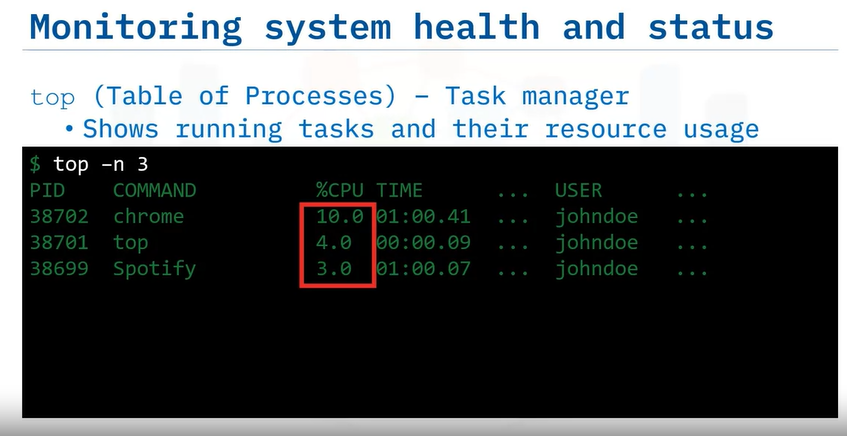 Monitoring system health and status
top (Table of Processes) – Task manager
• Shows running tasks and their resource usage
$ top –n 3
PID COMMAND %CPU TIME ... USER ...
38702 chrome 10.0 01:00.41 ... johndoe ...
38701 top 4.0 00:00.09 ... johndoe ...
38699 Spotify 3.0 01:00.07 ... johndoe ...